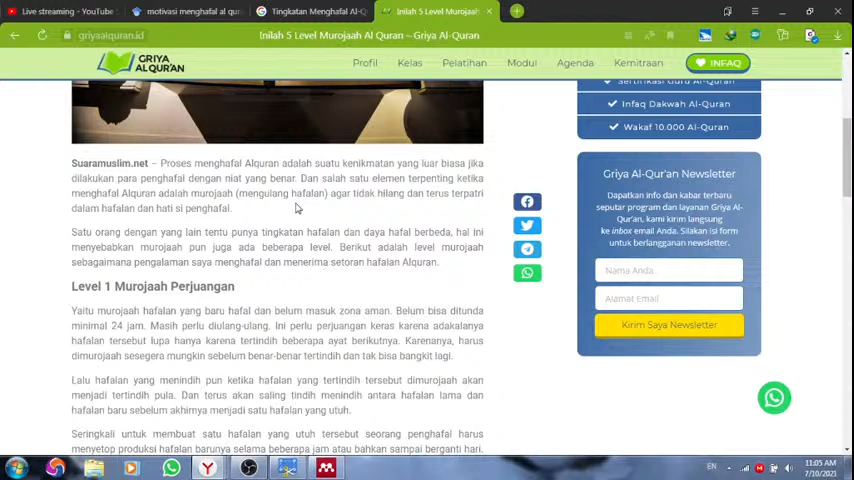 Live streaming - YouTube
motivasi menghafal al qur
Tingkatan Menghafal Al-Q
Inilah 5 Level Murojaah
griyaalquran.id
Inilah 5 Level Murojaah Al Quran – Griya Al-Quran
GRIYA
AL-QUR'AN
Profil
Kelas
Pelatihan
Modul
Agenda
Kemitraan
INFAQ
Sertifikasi Guru Al-Quran
Infaq Dakwah Al-Quran
Wakaf 10.000 Al-Quran
Suaramuslim.net – Proses menghafal Alquran adalah suatu kenikmatan yang luar biasa jika
dilakukan para penghafal dengan niat yang benar. Dan salah satu elemen terpenting ketika
menghafal Alquran adalah murojaah (mengulang hafalan) agar tidak hilang dan terus terpatri
dalam hafalan dan hati si penghafal.
Satu orang dengan yang lain tentu punya tingkatan hafalan dan daya hafal berbeda, hal ini
menyebabkan murojaah pun juga ada beberapa level. Berikut adalah level murojaah
sebagaimana pengalaman saya menghafal dan menerima setoran hafalan Alquran.
Level 1 Murojaah Perjuangan
Yaitu murojaah hafalan yang baru hafal dan belum masuk zona aman. Belum bisa ditunda
minimal 24 jam. Masih perlu diulang-ulang. Ini perlu perjuangan keras karena adakalanya
hafalan tersebut lupa hanya karena tertindih beberapa ayat berikutnya. Karenanya, harus
dimurojaah sesegera mungkin sebelum benar-benar tertindih dan tak bisa bangkit lagi.
Lalu hafalan yang menindih pun ketika hafalan yang tertindih tersebut dimurojaah akan
menjadi tertindih pula. Dan terus akan saling tindih menindih antara hafalan lama dan
hafalan baru sebelum akhirnya menjadi satu hafalan yang utuh.
Seringkali untuk membuat satu hafalan yang utuh tersebut seorang penghafal harus
menyetop produksi hafalan barunya selama beberapa jam atau bahkan sampai berganti hari.
Griya Al-Qur'an Newsletter
Dapatkan info dan kabar terbaru
seputar program dan layanan Griya Al-
Qur'an, kami kirim langsung
ke inbox email Anda. Silakan isi form
untuk berlangganan newsletter.
Nama Anda
Alamat Email
Kirim Saya Newsletter
EN
11:05 AM
7/10/2021